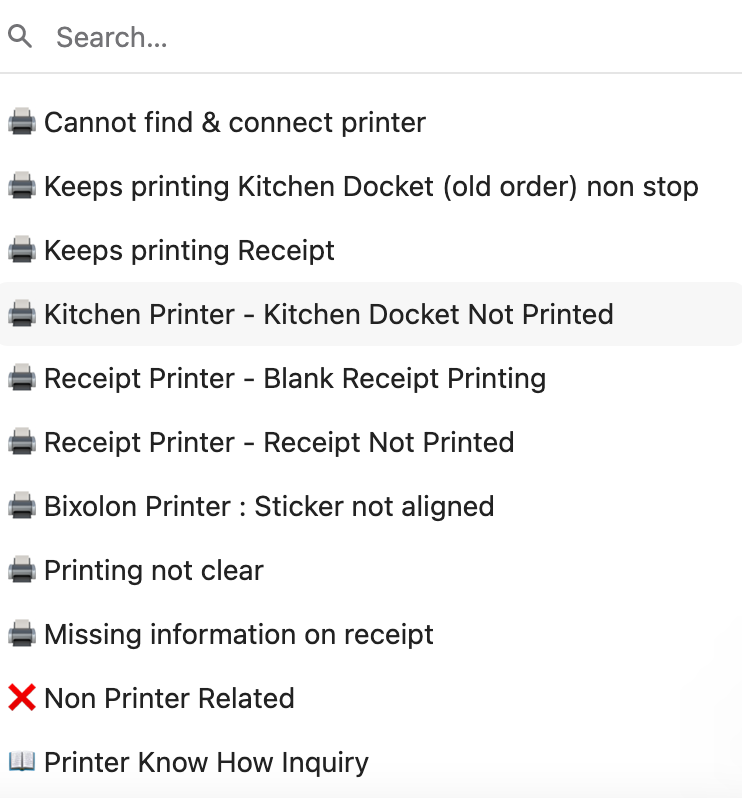 Search...
Cannot find & connect printer
Keeps printing Kitchen Docket (old order) non stop
Keeps printing Receipt
Kitchen Printer - Kitchen Docket Not Printed
Receipt Printer - Blank Receipt Printing
Receipt Printer - Receipt Not Printed
Bixolon Printer : Sticker not aligned
Printing not clear
Missing information on receipt
Non Printer Related
Printer Know How Inquiry